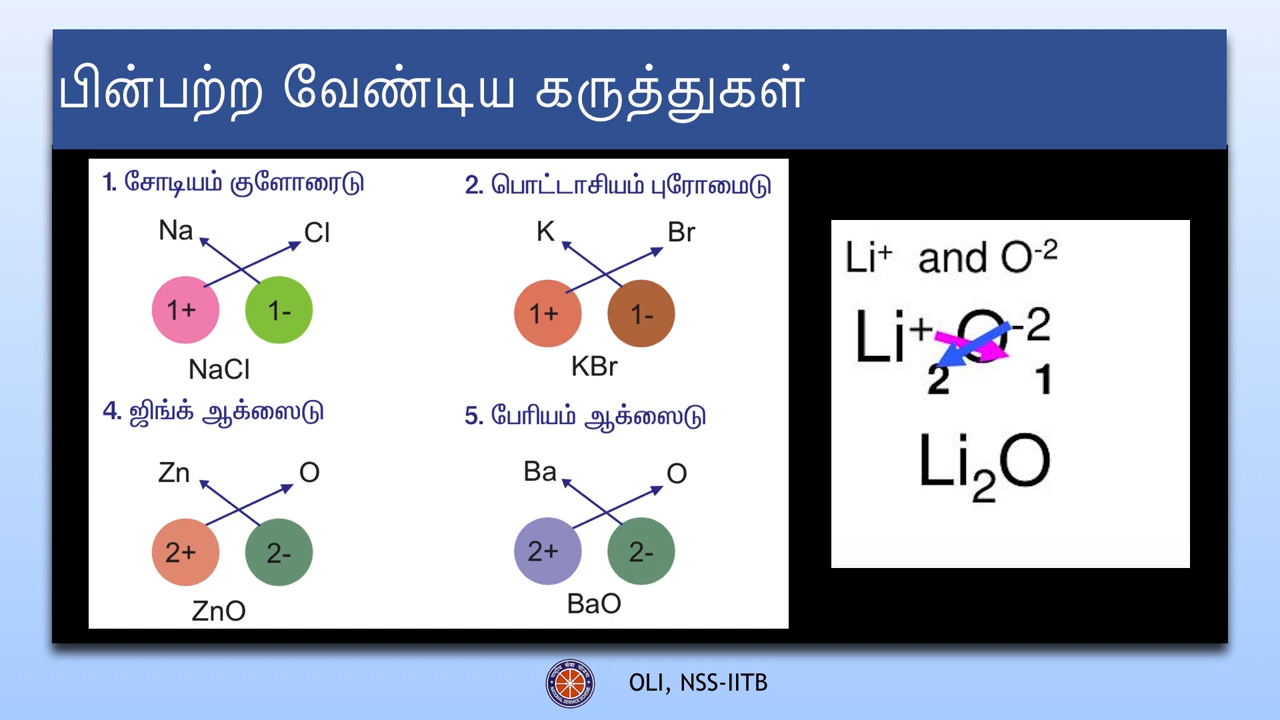 பின்பற்ற வேண்டிய கருத்துகள்
1. சோடியம் குளோரைடு
Na Cl
1+ 1-
NaCl
2. பொட்டாசியம் புரோமைடு
K Br
1+ 1-
KBr
4. ஜிங்க் ஆக்ஸைடு
Zn O
2+ 2-
ZnO
5. பேரியம் ஆக்ஸைடு
Ba O
2+ 2-
BaO
Li⁺ and O⁻²
Li⁺ O⁻²
2 1
Li₂O
OLI, NSS-IITB